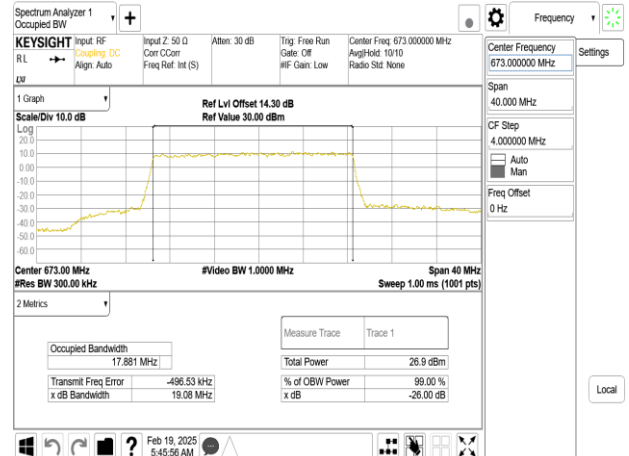 Spectrum Analyzer 1
Occupied BW
Frequency
KEYSIGHT
Input: RF
Input Z: 50 Ω
Atten: 30 dB
Trig: Free Run
Center Freq: 673.000000 MHz
RL
Coupling: DC
Corr CCorr
Gate: Off
Avg|Hold: 10/10
Align: Auto
Freq Ref: Int (S)
#IF Gain: Low
Radio Std: None
LXI
Center Frequency
673.000000 MHz
Settings
Span
40.000 MHz
CF Step
4.000000 MHz
Auto
Man
Freq Offset
0 Hz
1 Graph
Ref Lvl Offset 14.30 dB
Scale/Div 10.0 dB
Ref Value 30.00 dBm
Log
20.0
10.0
0.00
-10.0
-20.0
-30.0
-40.0
-50.0
-60.0
Center 673.00 MHz
#Video BW 1.0000 MHz
Span 40 MHz
#Res BW 300.00 kHz
Sweep 1.00 ms (1001 pts)
2 Metrics
Measure Trace
Trace 1
Occupied Bandwidth
17.881 MHz
Total Power
26.9 dBm
Transmit Freq Error
-496.53 kHz
% of OBW Power
99.00 %
x dB Bandwidth
19.08 MHz
x dB
-26.00 dB
Local
?
Feb 19, 2025
5:45:56 AM